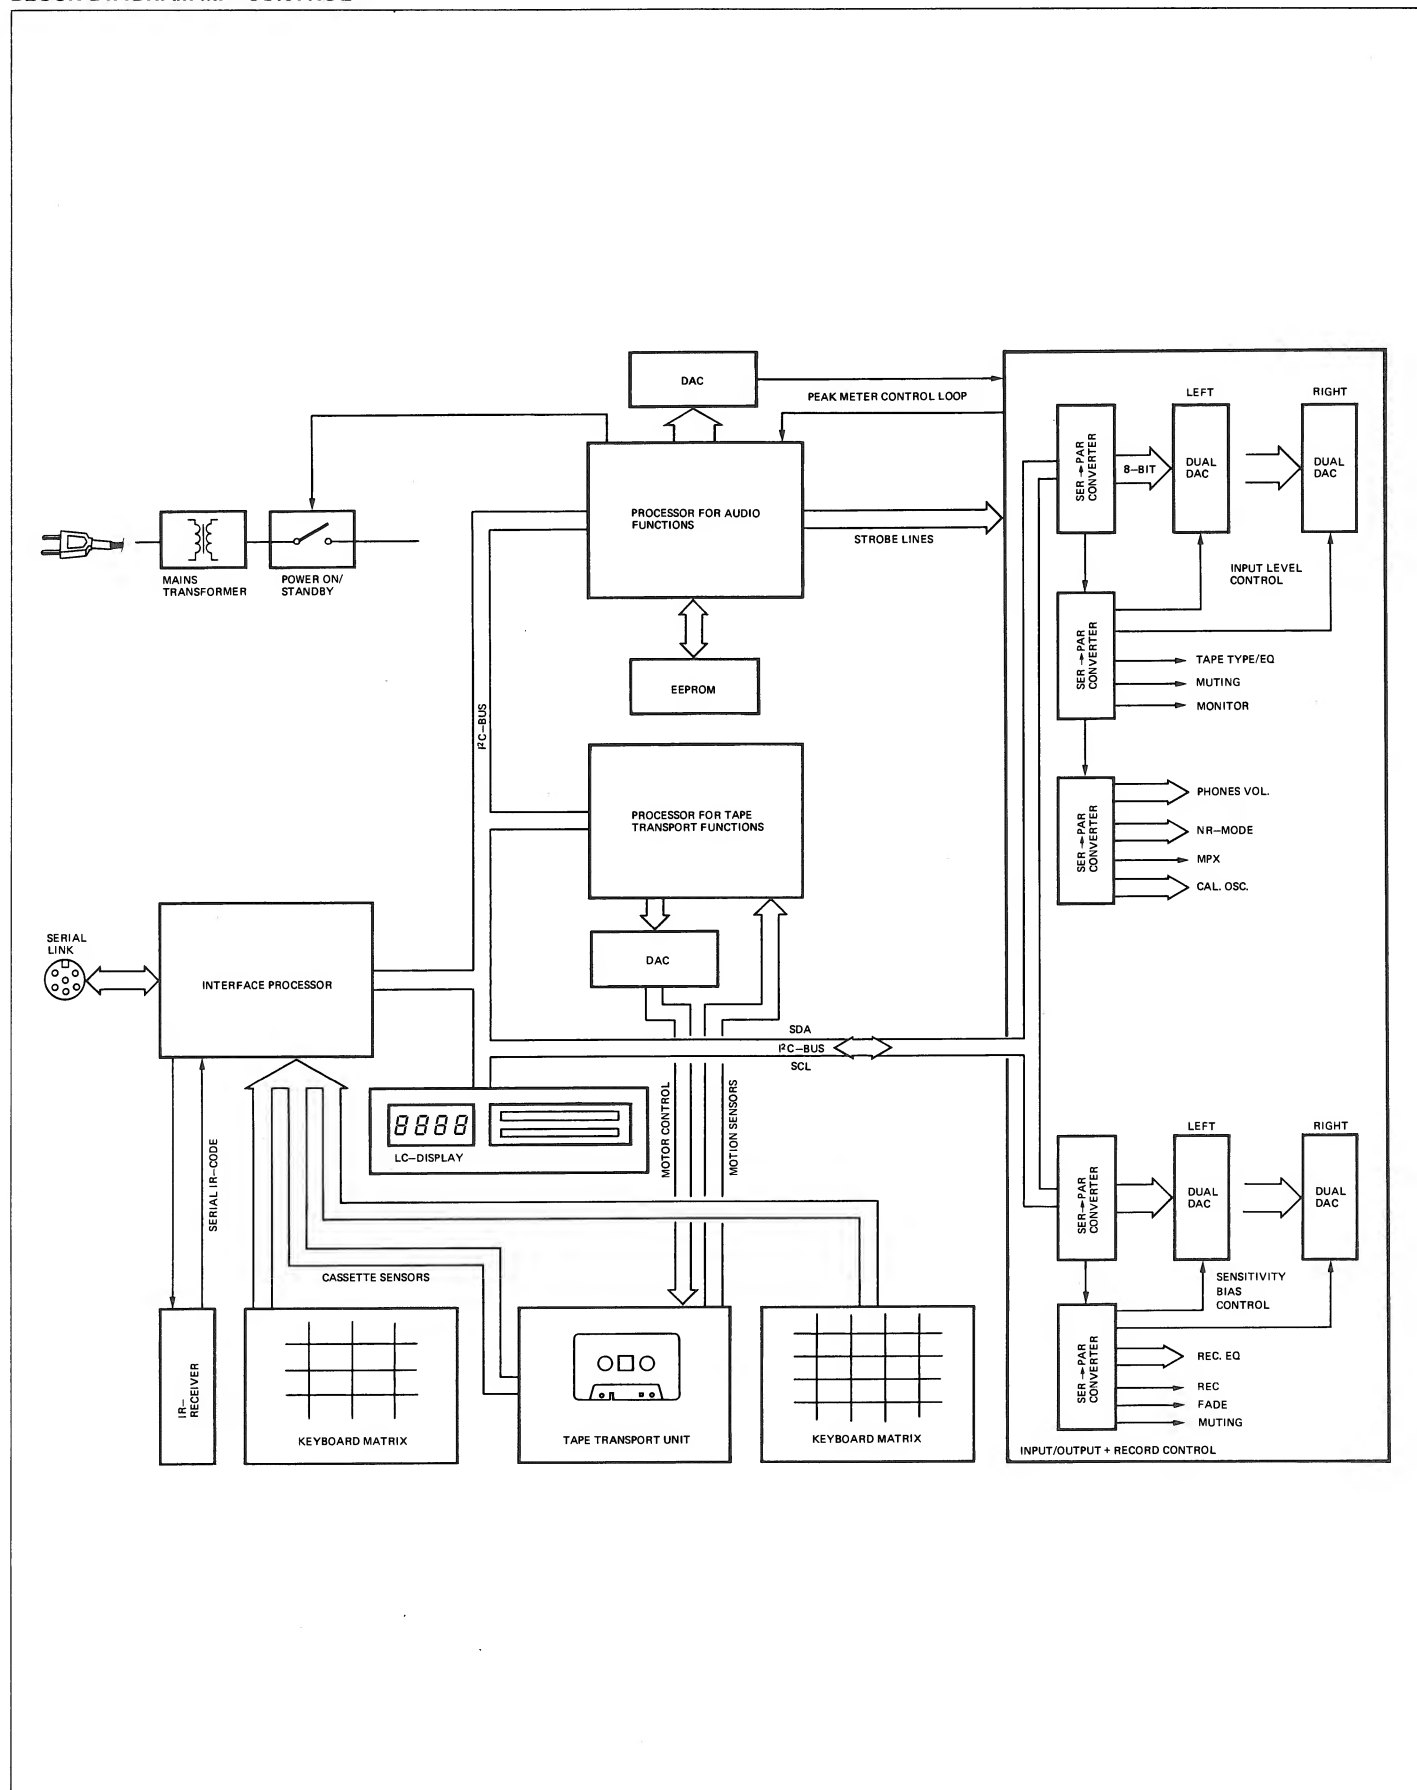 DAC
PEAK METER CONTROL LOOP
LEFT
RIGHT
SER→PAR
CONVERTER
8–BIT
DUAL
DAC
DUAL
DAC
PROCESSOR FOR AUDIO
FUNCTIONS
STROBE LINES
MAINS
TRANSFORMER
POWER ON/
STANDBY
INPUT LEVEL
CONTROL
SER→PAR
CONVERTER
TAPE TYPE/EQ
MUTING
MONITOR
EEPROM
I²C–BUS
PROCESSOR FOR TAPE
TRANSPORT FUNCTIONS
SER→PAR
CONVERTER
PHONES VOL.
NR–MODE
MPX
CAL. OSC.
SERIAL
LINK
INTERFACE PROCESSOR
DAC
SDA
I²C–BUS
SCL
8888
LC–DISPLAY
MOTOR CONTROL
MOTION SENSORS
SERIAL IR–CODE
LEFT
RIGHT
SER→PAR
CONVERTER
DUAL
DAC
DUAL
DAC
CASSETTE SENSORS
SENSITIVITY
BIAS
CONTROL
SER→PAR
CONVERTER
REC. EQ
REC
FADE
MUTING
IR–
RECEIVER
KEYBOARD MATRIX
TAPE TRANSPORT UNIT
KEYBOARD MATRIX
INPUT/OUTPUT + RECORD CONTROL